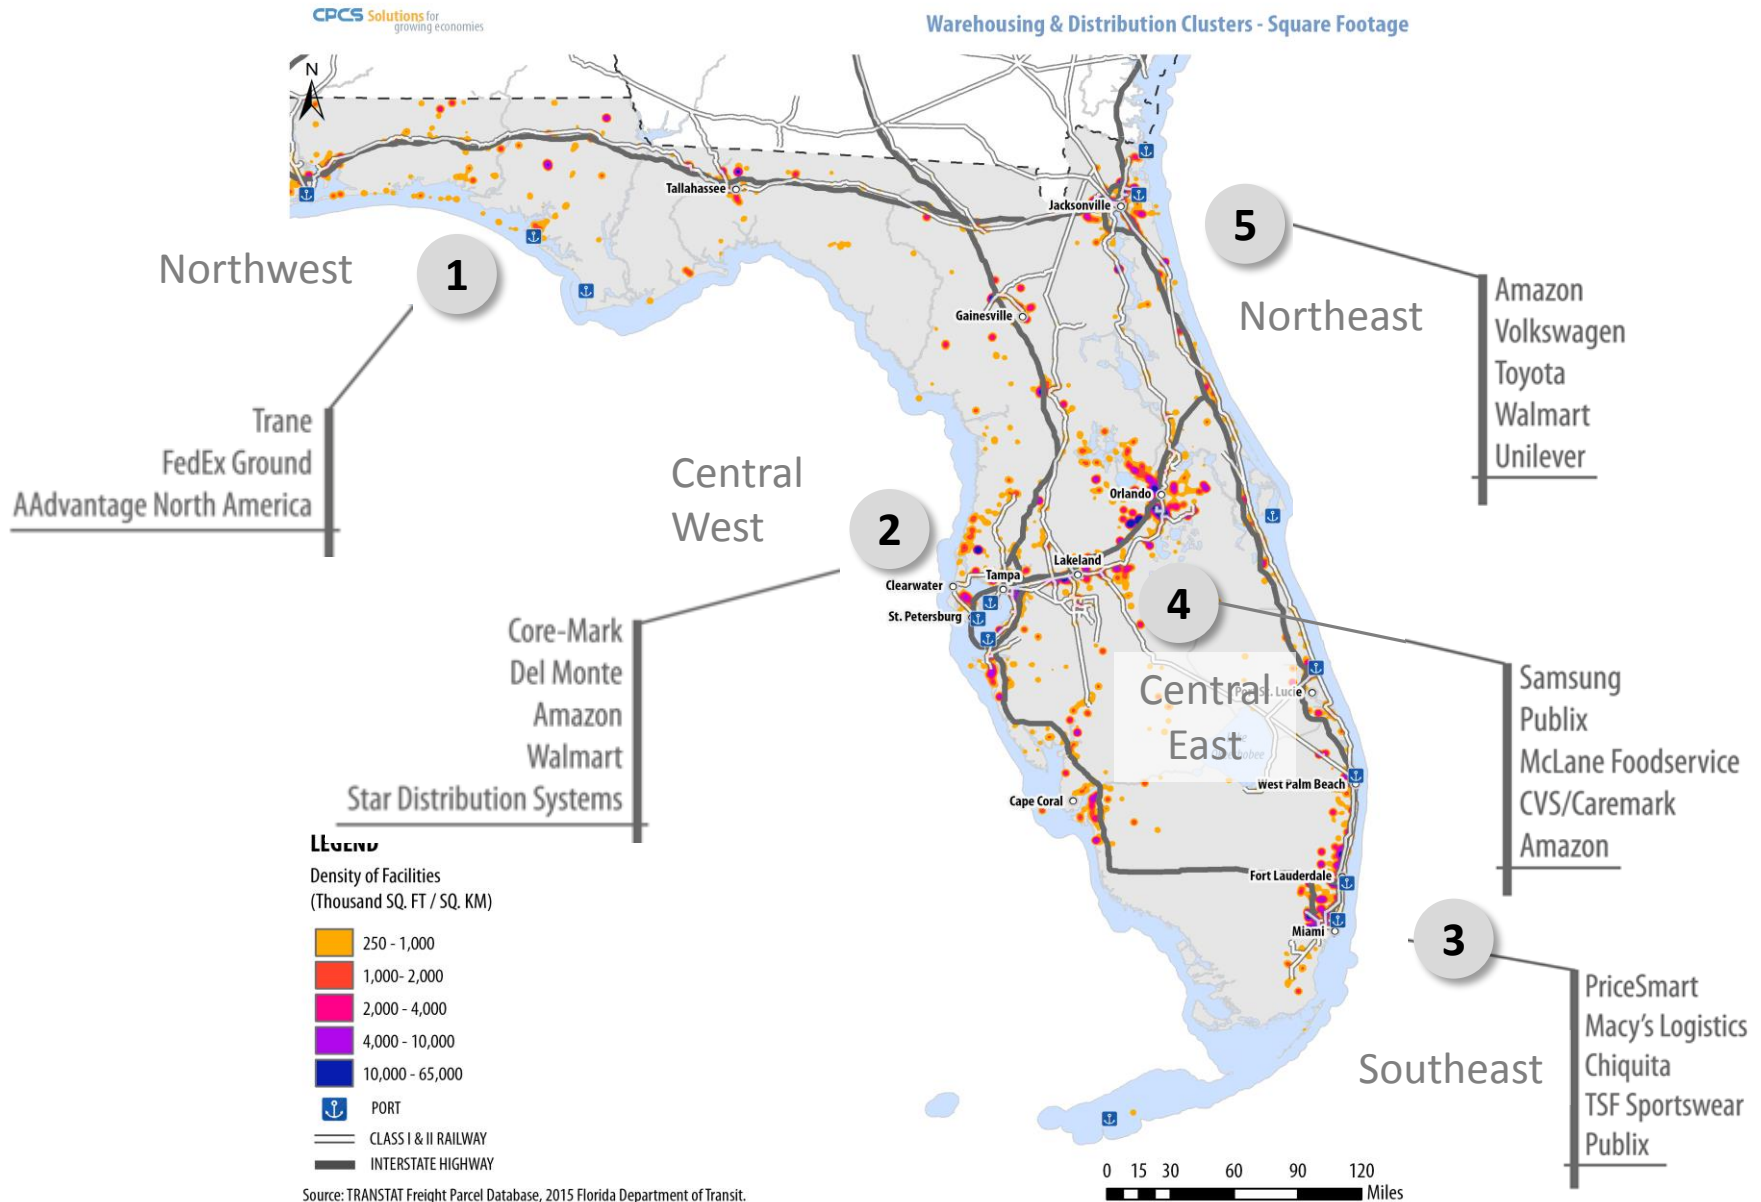 CPCS Solutions for
growing economies
Warehousing & Distribution Clusters - Square Footage
N
Tallahassee
Jacksonville
Gainesville
Orlando
Lakeland
Tampa
Clearwater
St. Petersburg
Cape Coral
West Palm Beach
Fort Lauderdale
Miami
Northwest
1
Trane
FedEx Ground
AAdvantage North America
Central
West
2
Core-Mark
Del Monte
Amazon
Walmart
Star Distribution Systems
5
Northeast
Amazon
Volkswagen
Toyota
Walmart
Unilever
4
Central
East
Port St. Lucie
Samsung
Publix
McLane Foodservice
CVS/Caremark
Amazon
3
Southeast
PriceSmart
Macy's Logistics
Chiquita
TSF Sportswear
Publix
LEGEND
Density of Facilities
(Thousand SQ. FT / SQ. KM)
250 - 1,000
1,000- 2,000
2,000 - 4,000
4,000 - 10,000
10,000 - 65,000
PORT
CLASS I & II RAILWAY
INTERSTATE HIGHWAY
Source: TRANSTAT Freight Parcel Database, 2015 Florida Department of Transit.
0 15 30 60 90 120
Miles